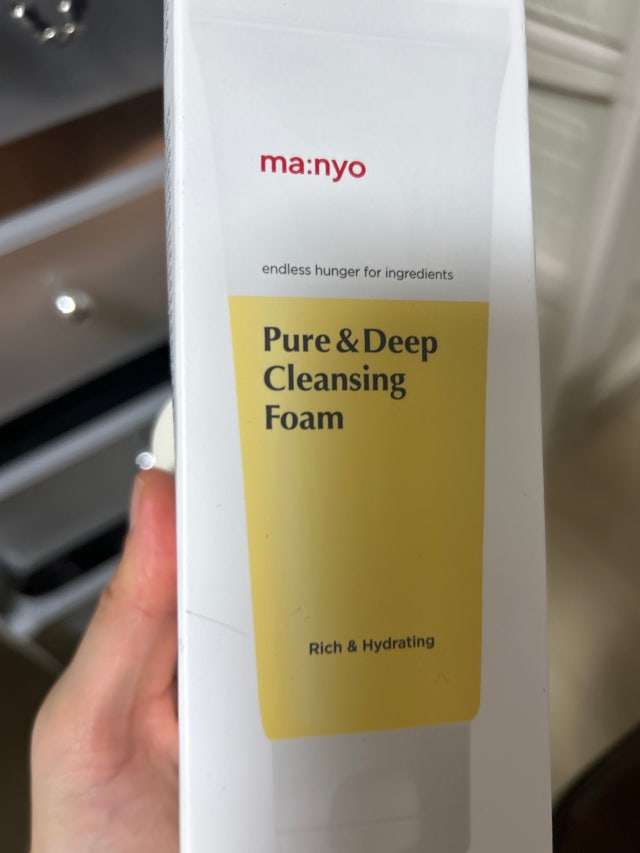 ma:nyo
endless hunger for ingredients
Pure & Deep
Cleansing
Foam
Rich & Hydrating